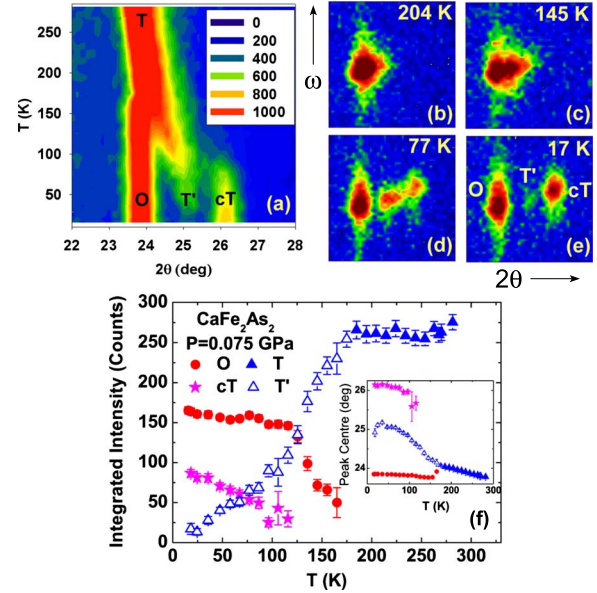 T
0
200
400
600
800
1000
O
T'
cT
(a)
250
200
150
100
50
T (K)
22
23
24
25
26
27
28
2θ (deg)
ω
204 K
(b)
145 K
(c)
77 K
(d)
17 K
O
T'
cT
(e)
2θ
CaFe2As2
P=0.075 GPa
O
T
cT
T'
300
250
200
150
100
50
0
Integrated Intensity (Counts)
0
50
100
150
200
250
300
T (K)
(f)
26
25
24
Peak Centre (deg)
0
100
200
300
T (K)